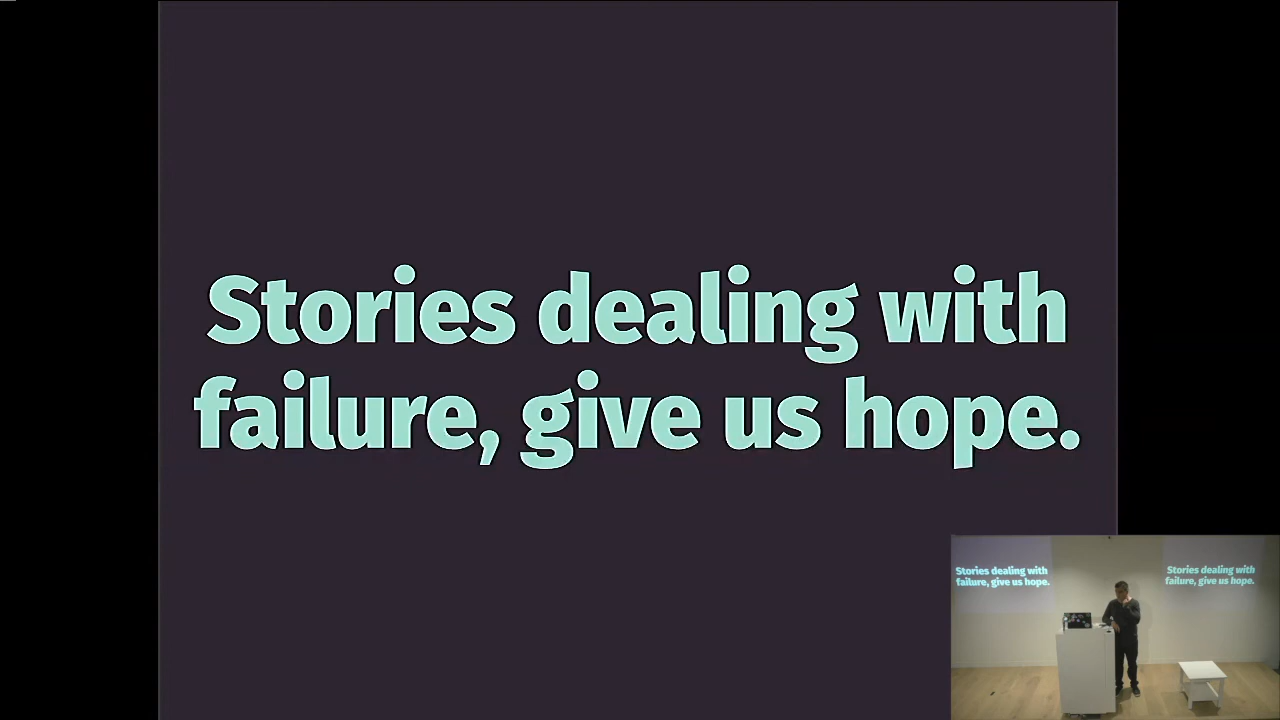 Stories dealing with
failure, give us hope.
Stories dealing with
failure, give us hope.
Stories dealing with
failure, give us hope.